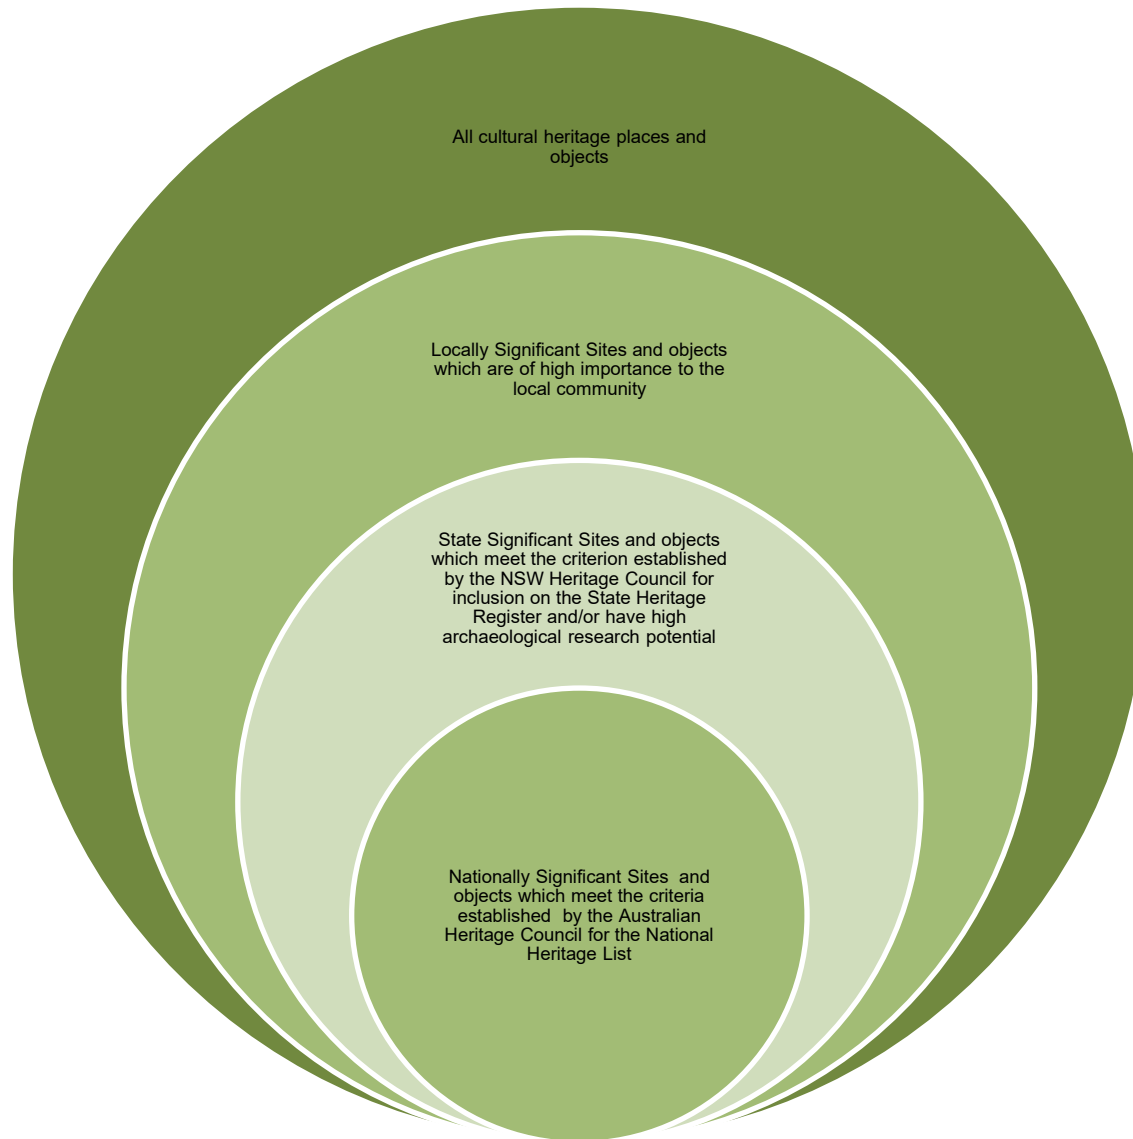 All cultural heritage places and
objects
Locally Significant Sites and objects
which are of high importance to the
local community
State Significant Sites and objects
which meet the criterion established
by the NSW Heritage Council for
inclusion on the State Heritage
Register and/or have high
archaeological research potential
Nationally Significant Sites  and
objects which meet the criteria
established  by the Australian
Heritage Council for the National
Heritage List